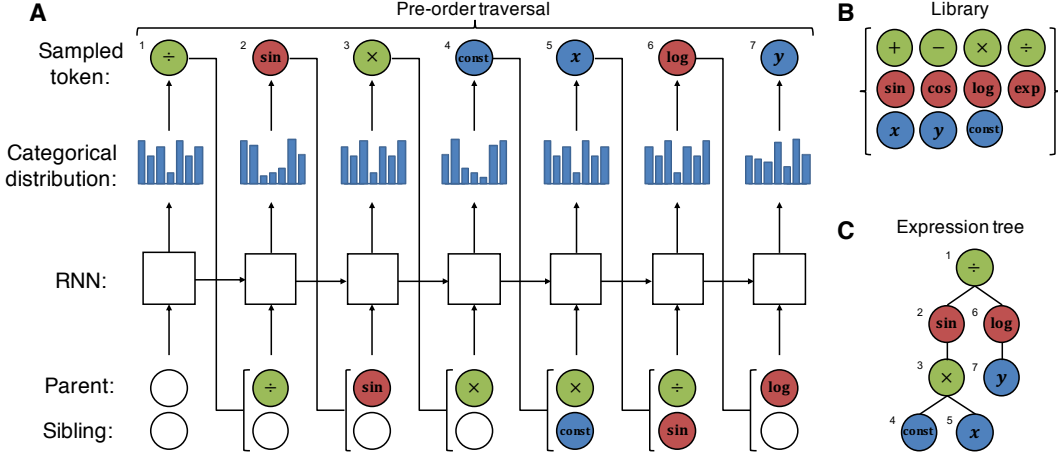 A
Pre-order traversal
Sampled token:
1 ÷ 2 sin 3 × 4 const 5 x 6 log 7 y
Categorical distribution:
RNN:
Parent: ÷ sin × × ÷ log
Sibling: const sin
B
Library
+ − × ÷
sin cos log exp
x y const
C
Expression tree
1 ÷
2 sin 6 log
3 × 7 y
4 const 5 x